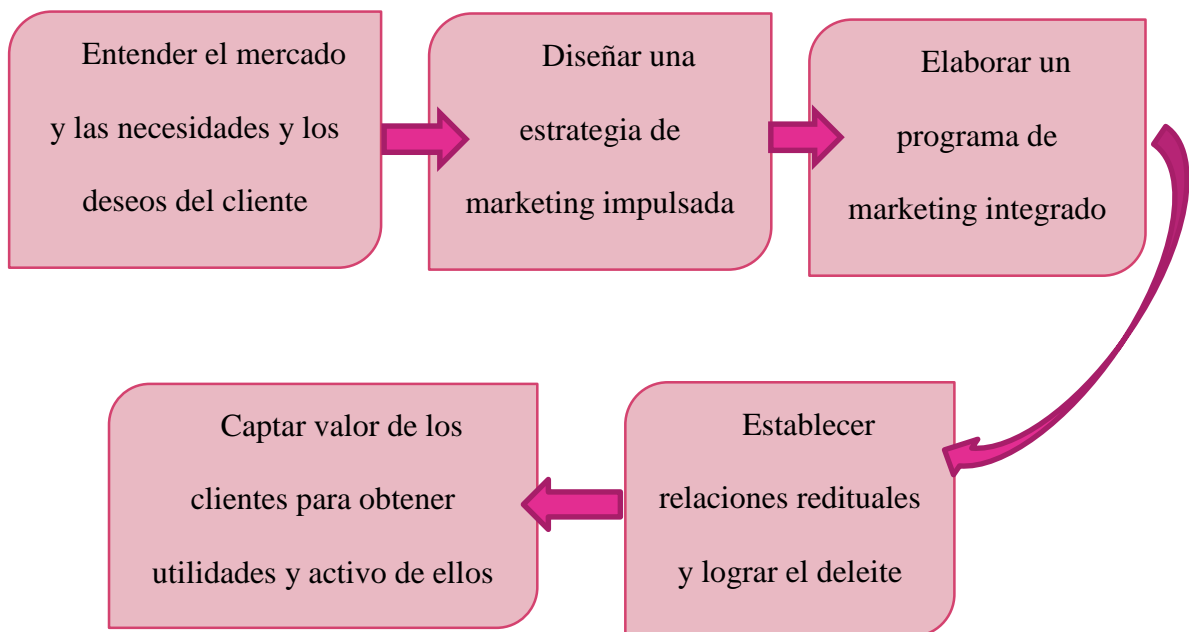 Entender el mercado
y las necesidades y los
deseos del cliente
Diseñar una
estrategia de
marketing impulsada
Elaborar un
programa de
marketing integrado
Establecer
relaciones redituales
y lograr el deleite
Captar valor de los
clientes para obtener
utilidades y activo de ellos